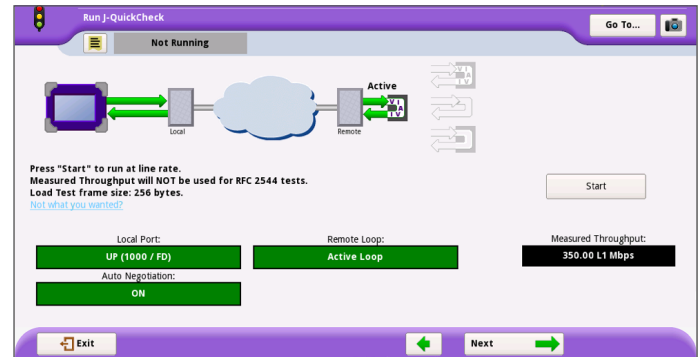 Run J-QuickCheck
Go To...
Not Running
Active
VIAVI
Local
Remote
Press "Start" to run at line rate.
Measured Throughput will NOT be used for RFC 2544 tests.
Load Test frame size: 256 bytes.
Not what you wanted?
Start
Local Port:
Remote Loop:
Measured Throughput:
UP (1000 / FD)
Active Loop
350.00 L1 Mbps
Auto Negotiation:
ON
Exit
Next